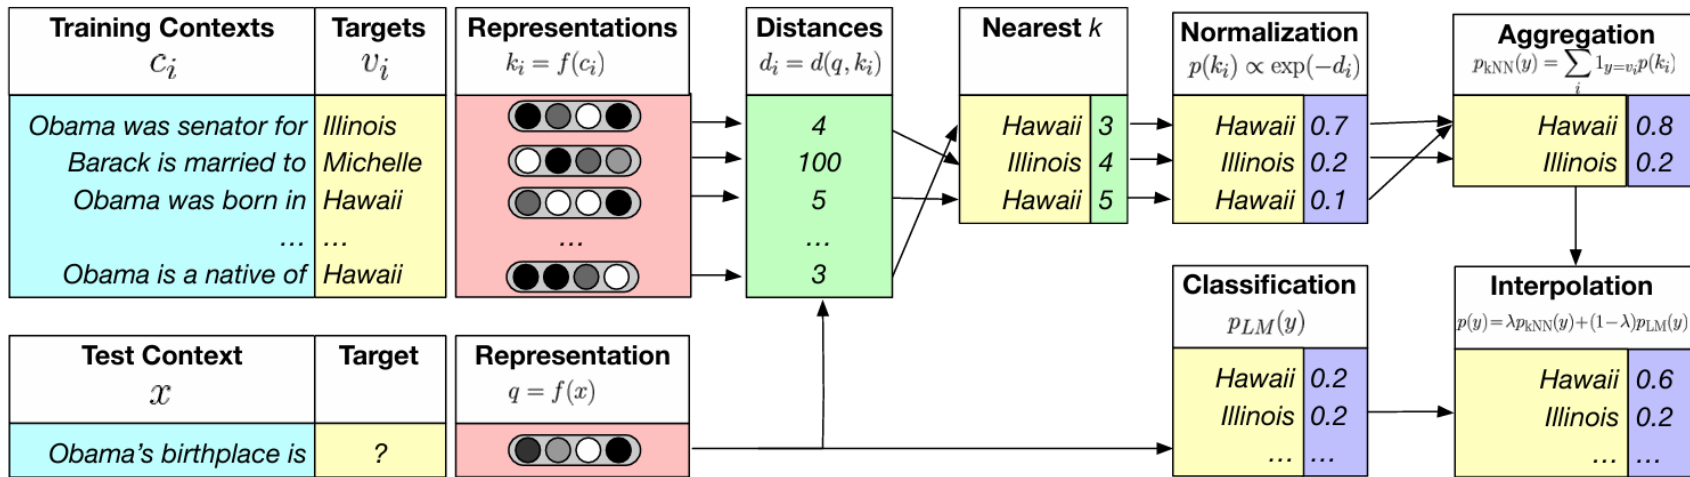 Training Contexts
c_i
Obama was senator for
Barack is married to
Obama was born in
...
Obama is a native of
Targets
v_i
Illinois
Michelle
Hawaii
...
Hawaii
Representations
k_i = f(c_i)
...
Distances
d_i = d(q, k_i)
4
100
5
...
3
Nearest k
Hawaii 3
Illinois 4
Hawaii 5
Normalization
p(k_i) ∝ exp(−d_i)
Hawaii 0.7
Illinois 0.2
Hawaii 0.1
Aggregation
p_kNN(y) = ∑_i 1_{y=v_i} p(k_i)
Hawaii 0.8
Illinois 0.2
Test Context
x
Obama's birthplace is
Target
?
Representation
q = f(x)
Classification
p_LM(y)
Hawaii 0.2
Illinois 0.2
... ...
Interpolation
p(y) = λp_kNN(y) + (1−λ)p_LM(y)
Hawaii 0.6
Illinois 0.2
... ...